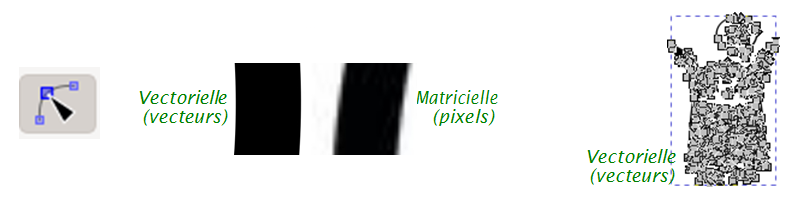 Vectorielle
(vecteurs)
Matricielle
(pixels)
Vectorielle
(vecteurs)